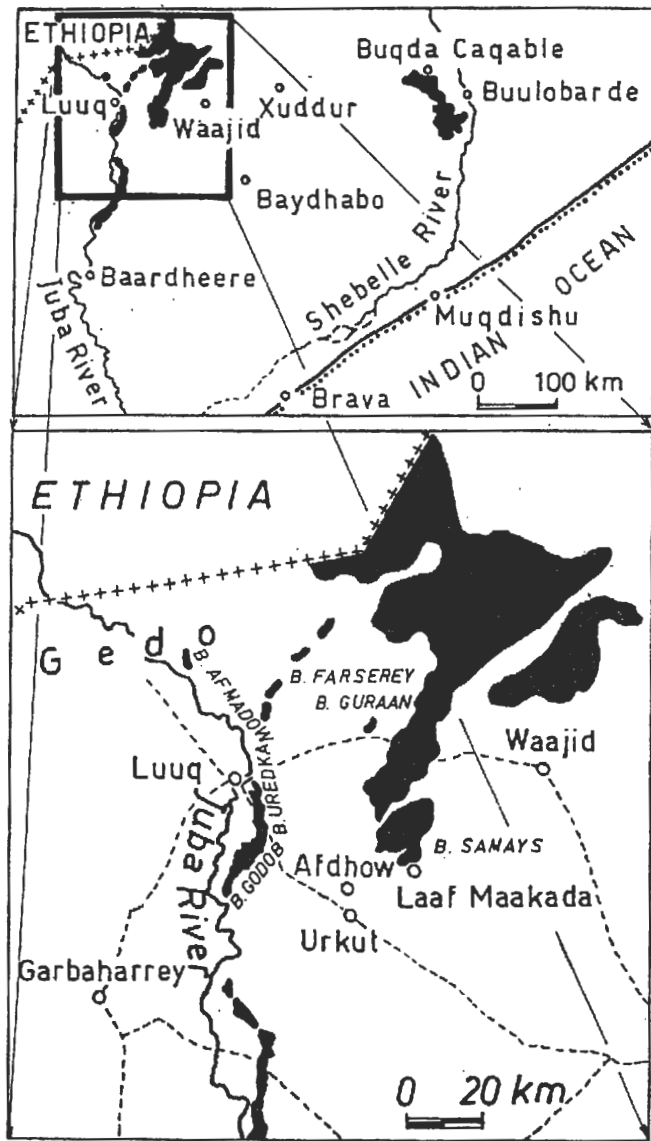 ETHIOPIA
Buqda Caqable
Luuq
Xuddur
Buulobarde
Waajid
Baydhabo
Shebelle River
Baardheere
OCEAN
Juba River
Muqdishu
INDIAN
0 100 km
Brava
ETHIOPIA
Gedo
B. AFMADOW
B. FARSEREY
B. GURAAN
Luuq
B. UREDKAW
Waajid
Juba River
B. GODOB
B. SAMAYS
Afdhow
Laaf Maakada
Urkut
Garbaharrey
0 20 km